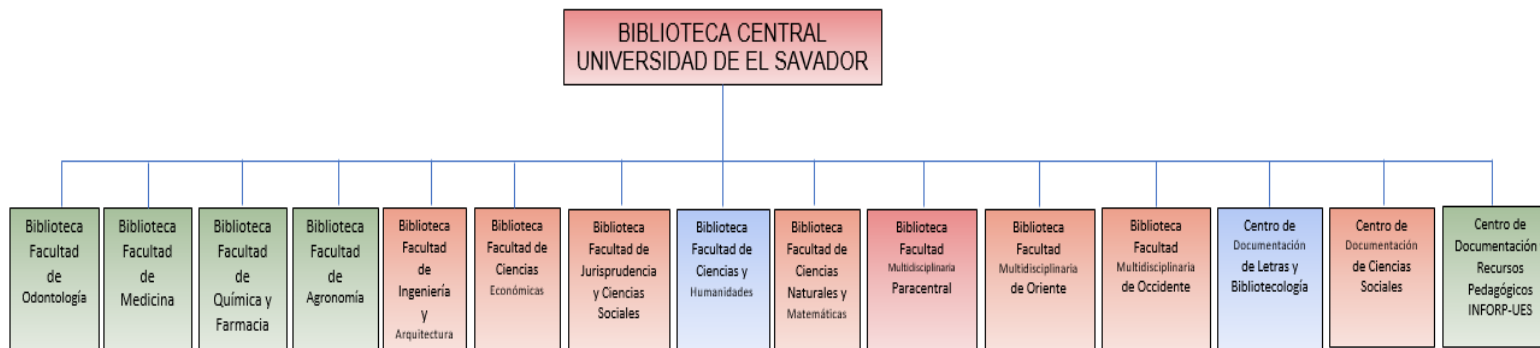 BIBLIOTECA CENTRAL
UNIVERSIDAD DE EL SAVADOR
Biblioteca
Facultad
de
Odontología
Biblioteca
Facultad
de
Medicina
Biblioteca
Facultad
de
Química y
Farmacia
Biblioteca
Facultad
de
Agronomía
Biblioteca
Facultad
de
Ingeniería
y
Arquitectura
Biblioteca
Facultad de
Ciencias
Económicas
Biblioteca
Facultad de
Jurisprudencia
y Ciencias
Sociales
Biblioteca
Facultad de
Ciencias y
Humanidades
Biblioteca
Facultad de
Ciencias
Naturales y
Matemáticas
Biblioteca
Facultad
Multidisciplinaria
Paracentral
Biblioteca
Facultad
Multidisciplinaria
de Oriente
Biblioteca
Facultad
Multidisciplinaria
de Occidente
Centro de
Documentación
de Letras y
Bibliotecología
Centro de
Documentación
de Ciencias
Sociales
Centro de
Documentación
Recursos
Pedagógicos
INFORP-UES